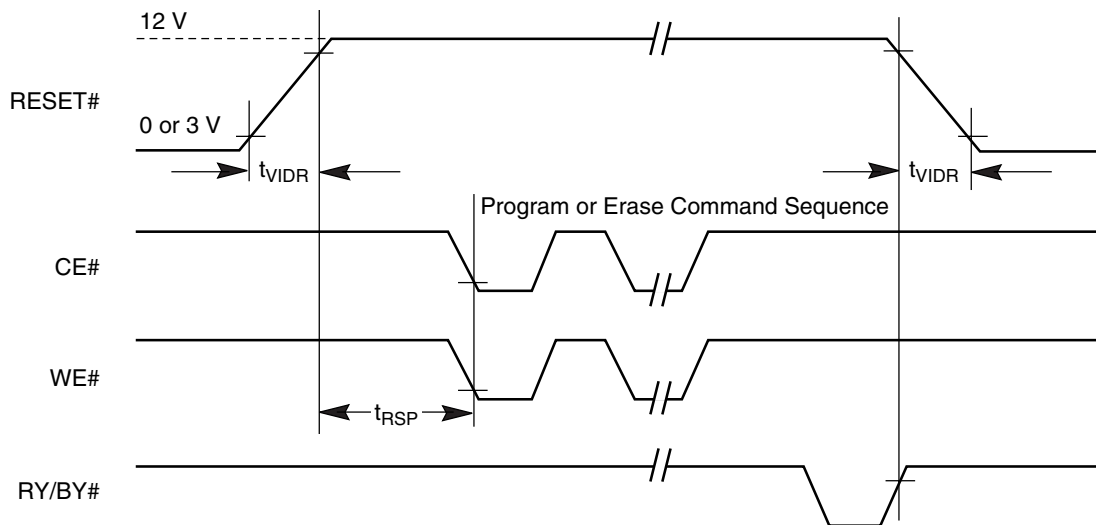 12 V
RESET#
0 or 3 V
tVIDR
tVIDR
Program or Erase Command Sequence
CE#
WE#
tRSP
RY/BY#